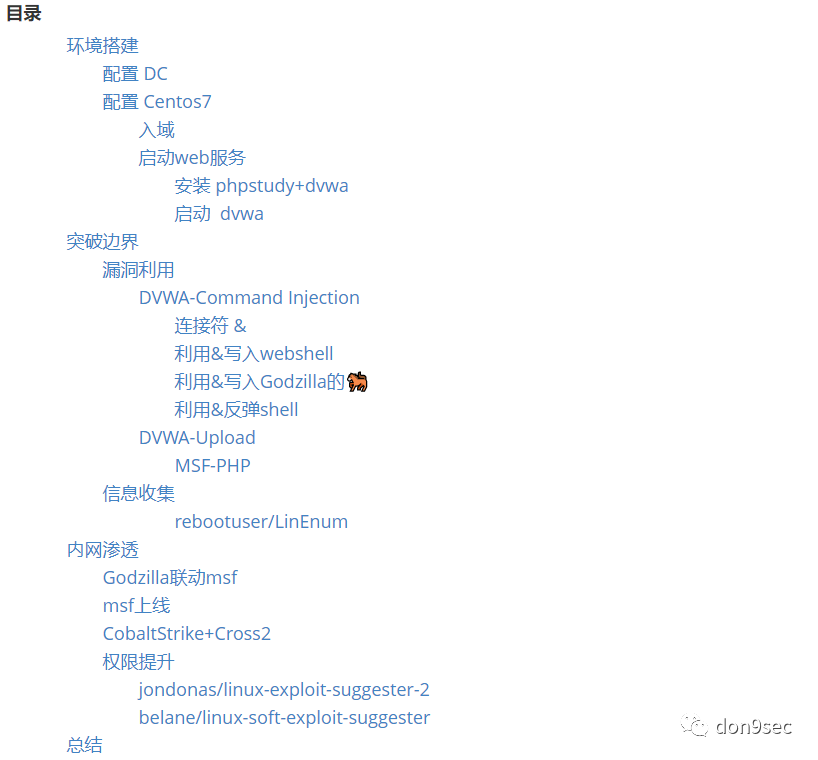 目录
环境搭建
配置 DC
配置 Centos7
入域
启动web服务
安装 phpstudy+dvwa
启动 dvwa
突破边界
漏洞利用
DVWA-Command Injection
连接符 &
利用&写入webshell
利用&写入Godzilla的🐎
利用&反弹shell
DVWA-Upload
MSF-PHP
信息收集
rebootuser/LinEnum
内网渗透
Godzilla联动msf
msf上线
CobaltStrike+Cross2
权限提升
jondonas/linux-exploit-suggester-2
belane/linux-soft-exploit-suggester
总结
don9sec